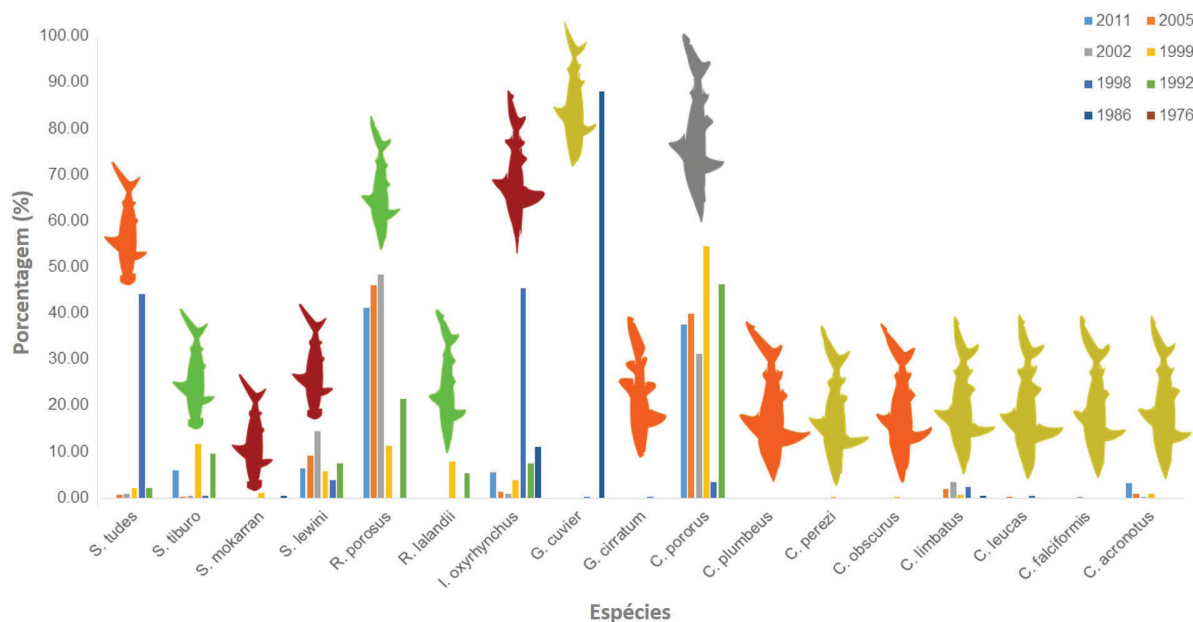 2011 2005
2002 1999
1998 1992
1986 1976
100.00
90.00
80.00
70.00
60.00
50.00
40.00
30.00
20.00
10.00
0.00
Porcentagem (%)
S. tudes
S. tiburo
S. mokarran
S. lewini
R. porosus
R. lalandii
I. oxyrhynchus
G. cuvier
G. cirratum
C. pororus
C. plumbeus
C. perezi
C. obscurus
C. limbatus
C. leucas
C. falciformis
C. acronotus
Espécies